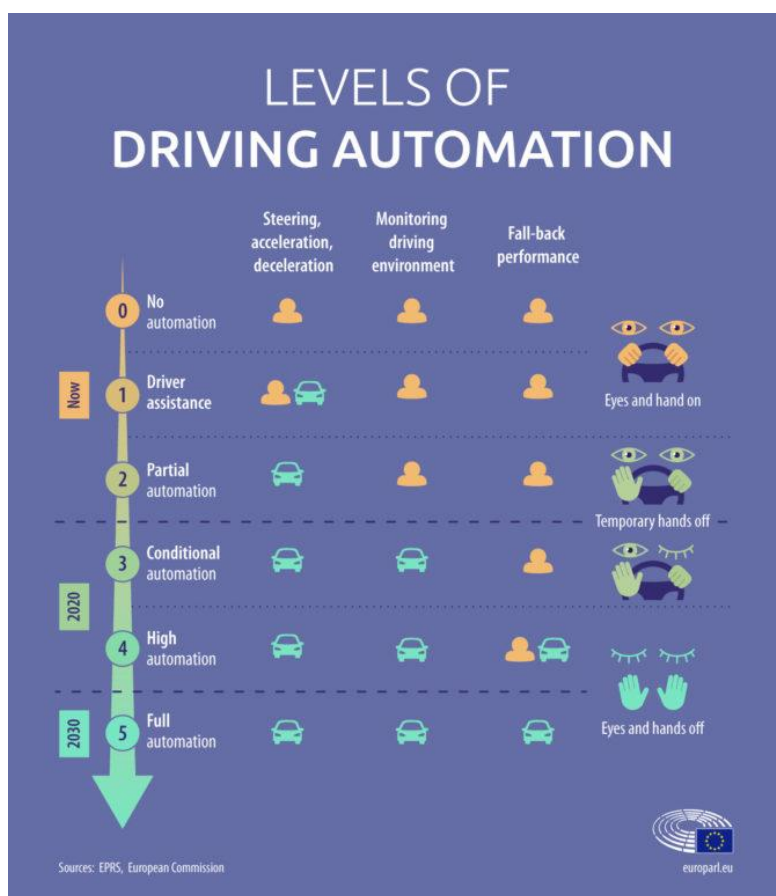 LEVELS OF
DRIVING AUTOMATION
Steering,
acceleration,
deceleration
Monitoring
driving
environment
Fall-back
performance
0
No
automation
Now
1
Driver
assistance
Eyes and hand on
2
Partial
automation
Temporary hands off
3
Conditional
automation
2020
4
High
automation
2030
5
Full
automation
Eyes and hands off
Sources: EPRS, European Commission
europarl.eu